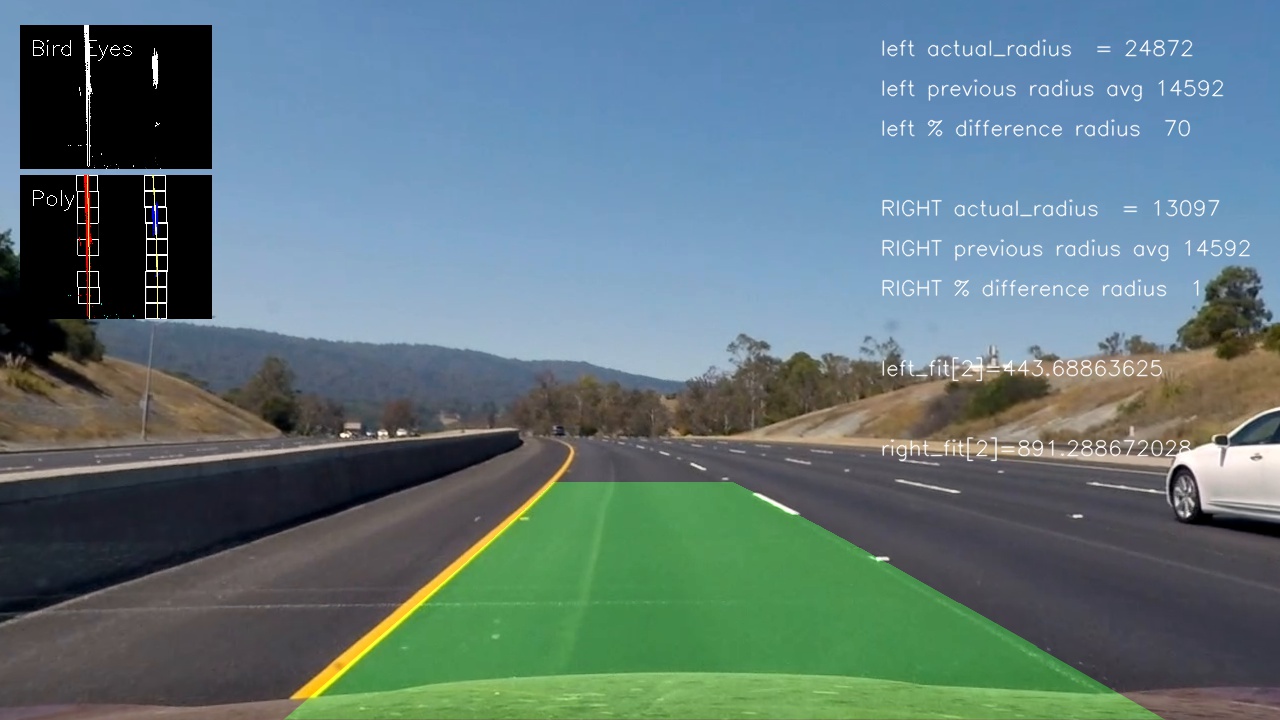 Bird Eyes
Poly
left actual_radius  = 24872
left previous radius avg 14592
left % difference radius  70
RIGHT actual_radius  = 13097
RIGHT previous radius avg 14592
RIGHT % difference radius  1
left_fit[2]=443.68863625
right_fit[2]=891.288672028